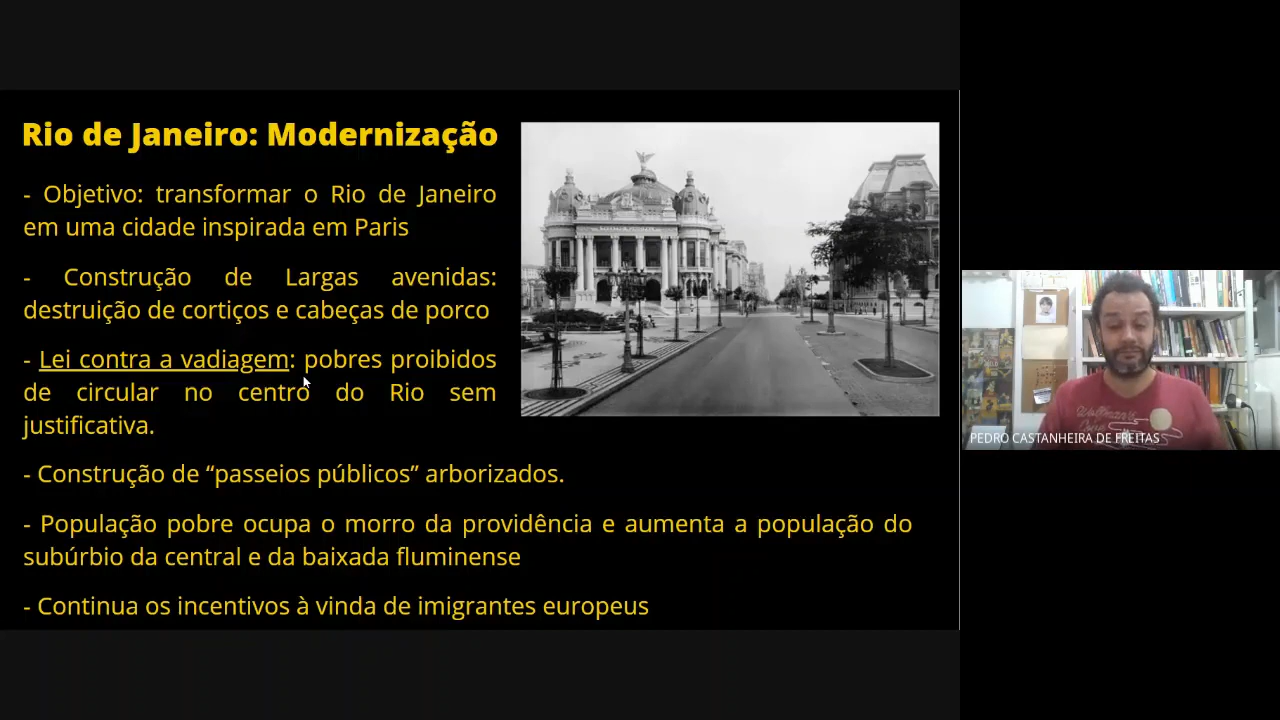 Rio de Janeiro: Modernização
- Objetivo: transformar o Rio de Janeiro
em uma cidade inspirada em Paris
- Construção de Largas avenidas:
destruição de cortiços e cabeças de porco
- Lei contra a vadiagem: pobres proibidos
de circular no centro do Rio sem
justificativa.
- Construção de “passeios públicos” arborizados.
- População pobre ocupa o morro da providência e aumenta a população do
subúrbio da central e da baixada fluminense
- Continua os incentivos à vinda de imigrantes europeus
PEDRO CASTANHEIRA DE FREITAS